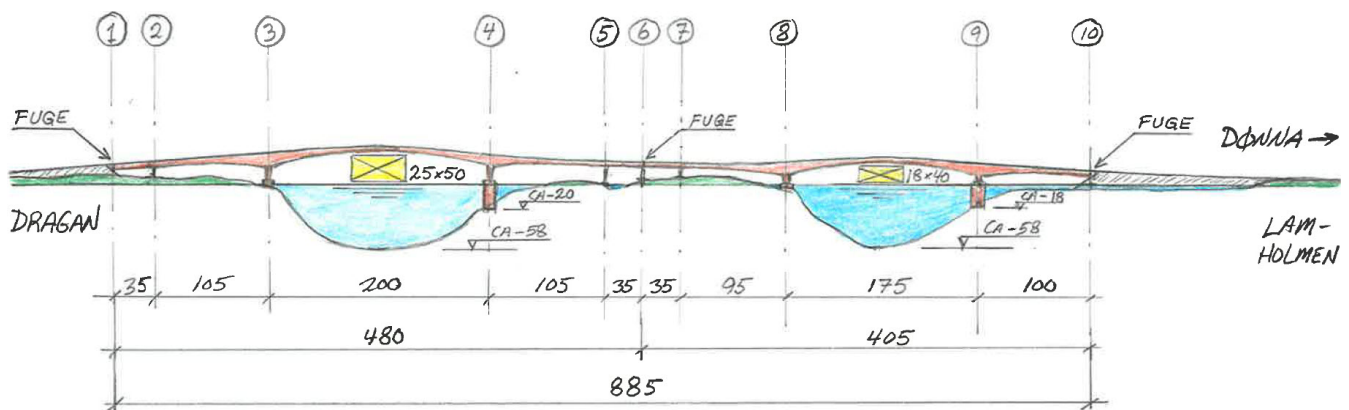 1 2 3 4 5 6 7 8 9 10
FUGE FUGE FUGE DØNNA →
25x50 18x40
CA-20 CA-18
DRAGAN CA-58 CA-58 LAM-
HOLMEN
35 105 200 105 35 35 95 175 100
480 405
885